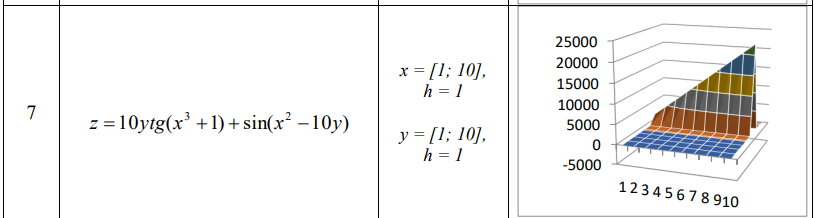 7
z = 10ytg(x³ + 1) + sin(x² – 10y)
x = [1; 10],
h = 1
y = [1; 10],
h = 1
25000
20000
15000
10000
5000
0
-5000
1 2 3 4 5 6 7 8 9 10